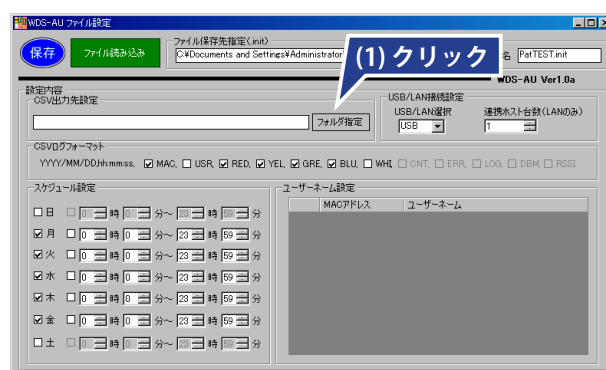 WDS-AU ファイル設定
保存
ファイル読み込み
ファイル保存先指定(.init)
C:¥Documents and Settings¥Administrator
(1) クリック
名 PatTEST.init
WDS-AU Ver1.0a
設定内容
CSV出力先設定
フォルダ指定
USB/LAN接続設定
USB/LAN選択 連携ホスト台数(LANのみ)
USB 1
CSVログフォーマット
YYYY/MM/DD,hh:mm:ss, MAC, USR, RED, YEL, GRE, BLU, WHI, CNT, ERR, LOG, DBM, RSSI
スケジュール設定
日 0 時 0 分～ 23 時 59 分
月 0 時 0 分～ 23 時 59 分
火 0 時 0 分～ 23 時 59 分
水 0 時 0 分～ 23 時 59 分
木 0 時 0 分～ 23 時 59 分
金 0 時 0 分～ 23 時 59 分
土 0 時 0 分～ 23 時 59 分
ユーザーネーム設定
MACアドレス ユーザーネーム